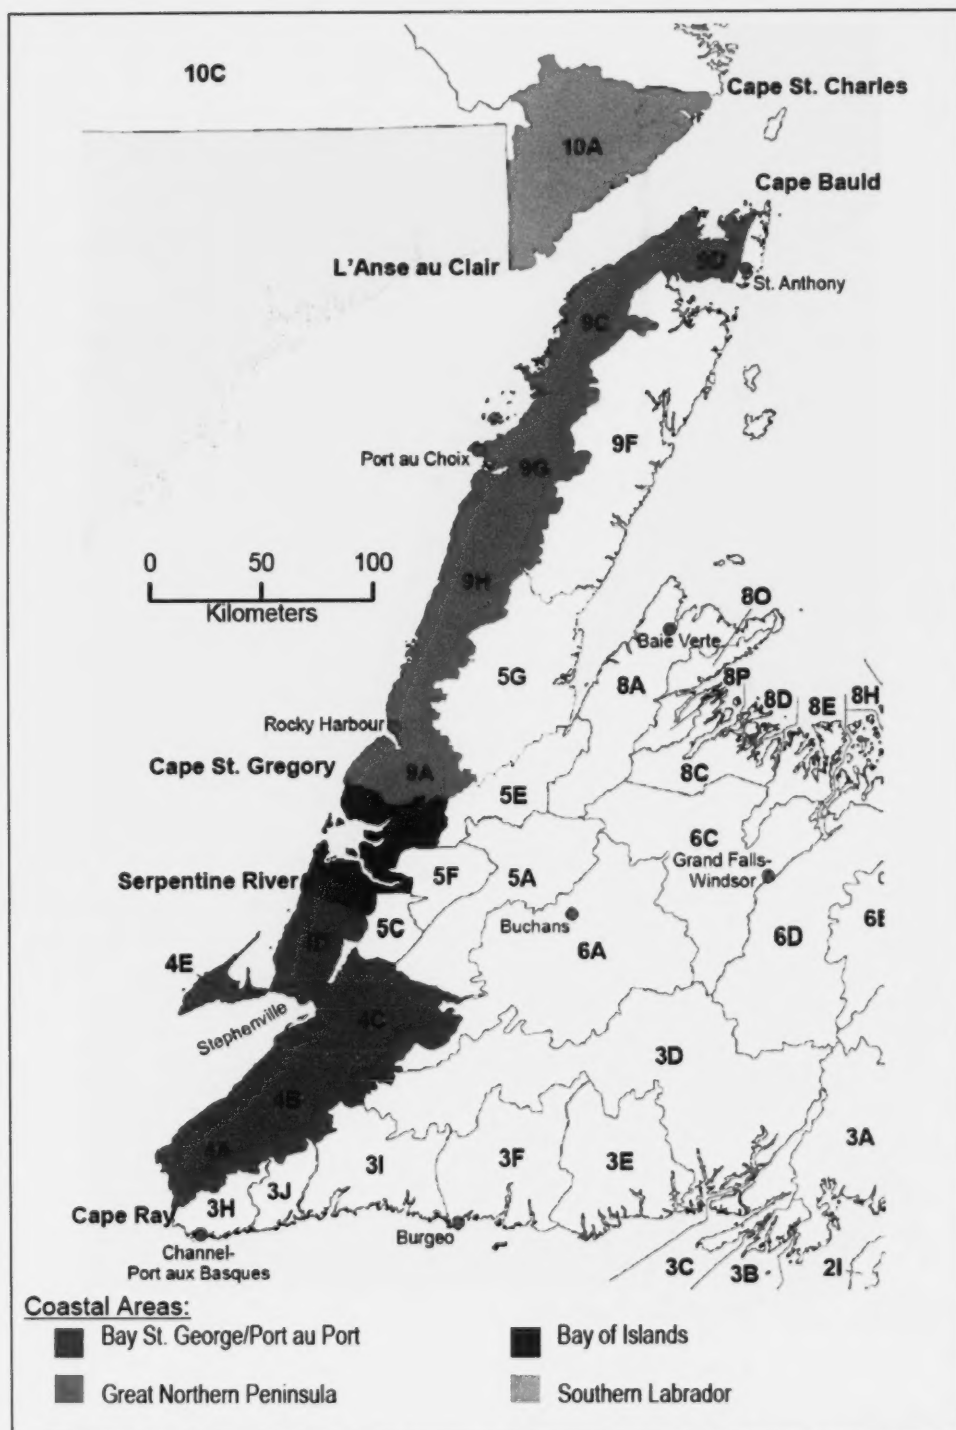 10C
Cape St. Charles
10A
Cape Bauld
L'Anse au Clair
9D
St. Anthony
9C
9F
Port au Choix
9G
0 50 100
Kilometers
9H
8O
Baie Verte
5G
8A
8P
8D
8E
8H
Rocky Harbour
Cape St. Gregory
9A
8C
5E
6C
Grand Falls-
Windsor
Serpentine River
5F
5A
5C
Buchans
6A
6D
4E
Stephenville
4C
3D
4B
4A
3A
3I
3F
3E
3J
3H
Cape Ray
Burgeo
Channel-
Port aux Basques
3C
3B
2I
Coastal Areas:
Bay St. George/Port au Port
Bay of Islands
Great Northern Peninsula
Southern Labrador